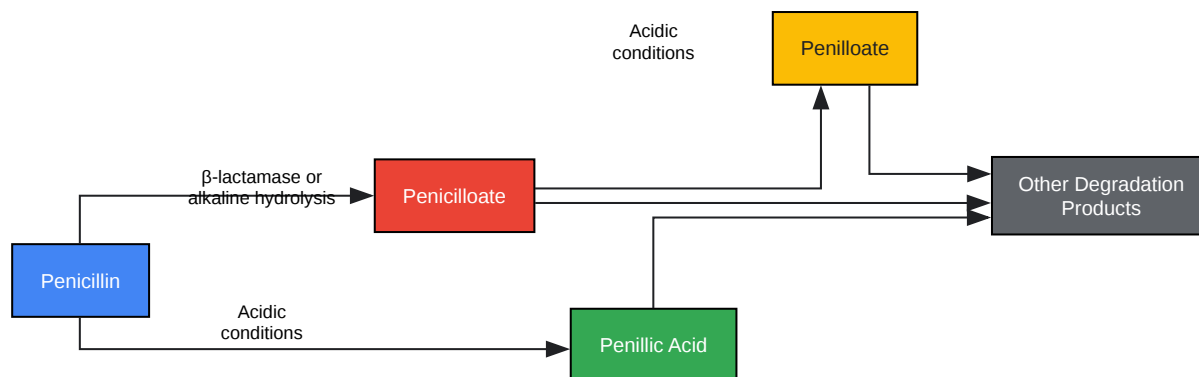 Acidic
conditions
Penilloate
β-lactamase or
alkaline hydrolysis
Penicilloate
Other Degradation
Products
Penicillin
Acidic
conditions
Penillic Acid